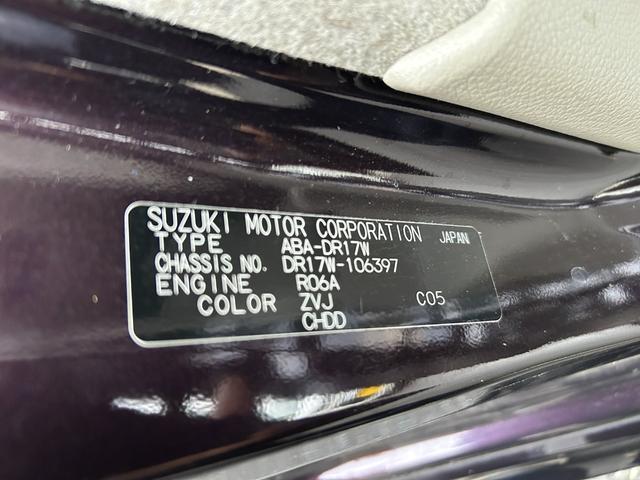 SUZUKI MOTOR CORPORATION JAPAN
TYPE ABA-DR17W
CHASSIS NO. DR17W-106397
ENGINE R06A
COLOR ZVJ C05
CHDD